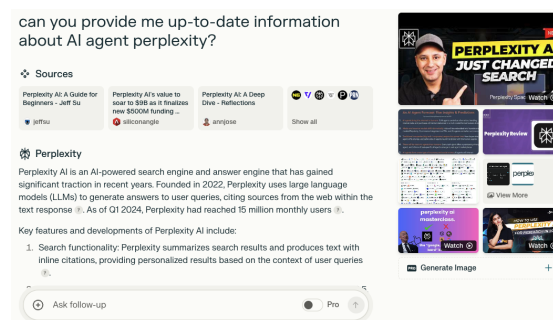 can you provide me up-to-date information
about AI agent perplexity?
Sources
Perplexity AI: A Guide for
Beginners - Jeff Su
jeffsu
Perplexity AI's value to
soar to $9B as it finalizes
new $500M funding ...
siliconangle
Perplexity AI: A Deep
Dive - Reflections
annjose
Show all
Perplexity
Perplexity AI is an AI-powered search engine and answer engine that has gained
significant traction in recent years. Founded in 2022, Perplexity uses large language
models (LLMs) to generate answers to user queries, citing sources from the web within the
text response
As of Q1 2024, Perplexity had reached 15 million monthly users
Key features and developments of Perplexity AI include:
1. Search functionality: Perplexity summarizes search results and produces text with
inline citations, providing personalized results based on the context of user queries
Ask follow-up
Pro
PERPLEXITY A
JUST CHANGED
SEARCH
Watch
Perplexity Review
perplex
View More
perplexity ai
masterclass.
Watch
HOW TO USE
PERPLEXITY
Watch
PRO
Generate Image
+